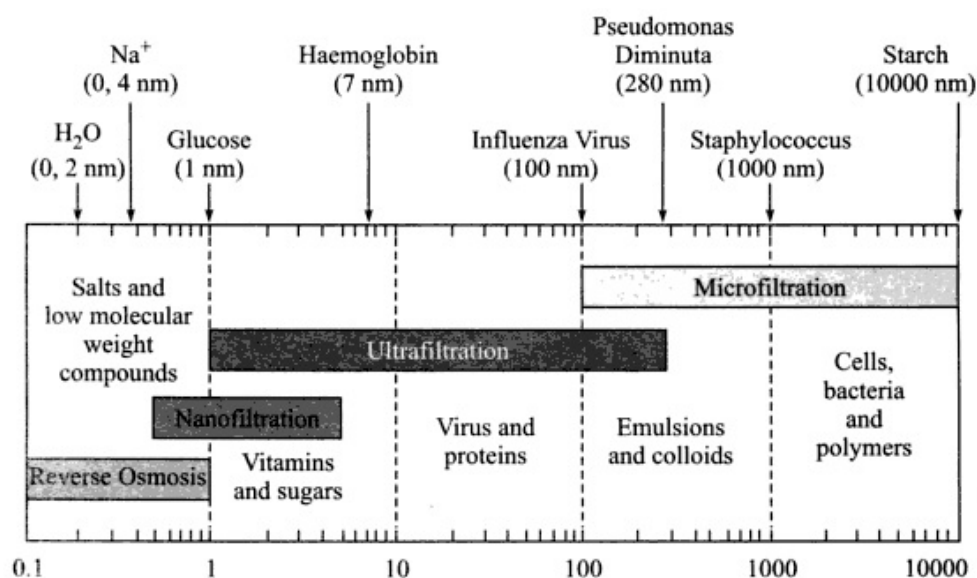 Pseudomonas
Na+
Haemoglobin
Diminuta
Starch
(0, 4 nm)
(7 nm)
(280 nm)
(10000 nm)
H2O
Glucose
Influenza Virus
Staphylococcus
(0, 2 nm)
(1 nm)
(100 nm)
(1000 nm)
Salts and
low molecular
weight
compounds
Microfiltration
Ultrafiltration
Cells,
bacteria
and
polymers
Nanofiltration
Virus and
proteins
Emulsions
and colloids
Reverse Osmosis
Vitamins
and sugars
0.1 1 10 100 1000 10000